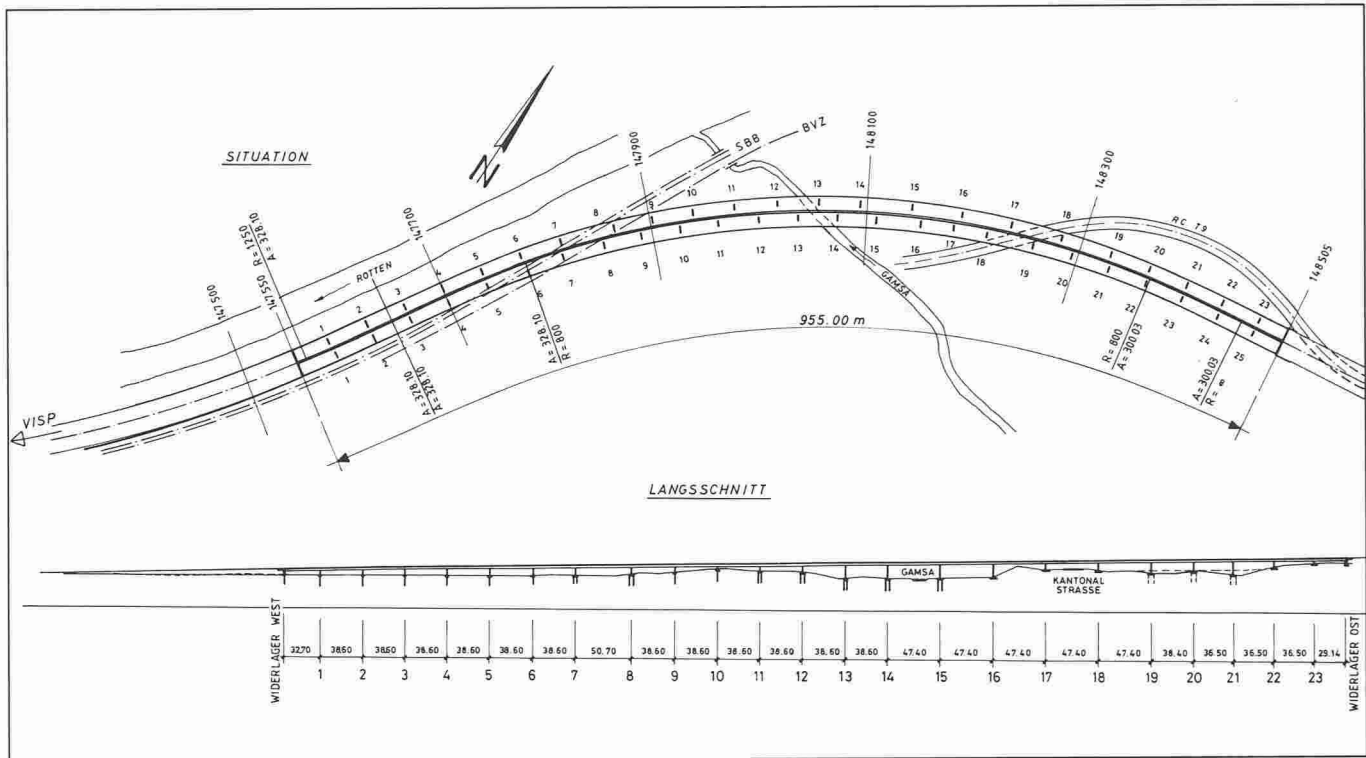 SITUATION
N
SBB
BVZ
147900
148100
148300
RC T9
148505
147500
147550 R=1250
A=328.10
ROTTEN
147700
1 2 3 4 5 6 7 8 9 10 11 12 13 14 15 16 17 18 19 20 21 22 23
1 2 3 4 5 6 7 8 9 10 11 12 13 14 15 16 17 18 19 20 21 22 23 24 25
GAMSA
A=328.10
A=328.10
A=328.10
R=800
955.00 m
R=800
A=300.03
A=300.03
R=∞
VISP
LANGSSCHNITT
GAMSA
KANTONAL
STRASSE
WIDERLAGER WEST
32.70 38.50 38.50 38.60 38.60 38.60 38.60 50.70 38.60 38.60 38.60 38.60 38.60 38.60 47.40 47.40 47.40 47.40 47.40 38.40 36.50 36.50 36.50 29.14
1 2 3 4 5 6 7 8 9 10 11 12 13 14 15 16 17 18 19 20 21 22 23
WIDERLAGER OST